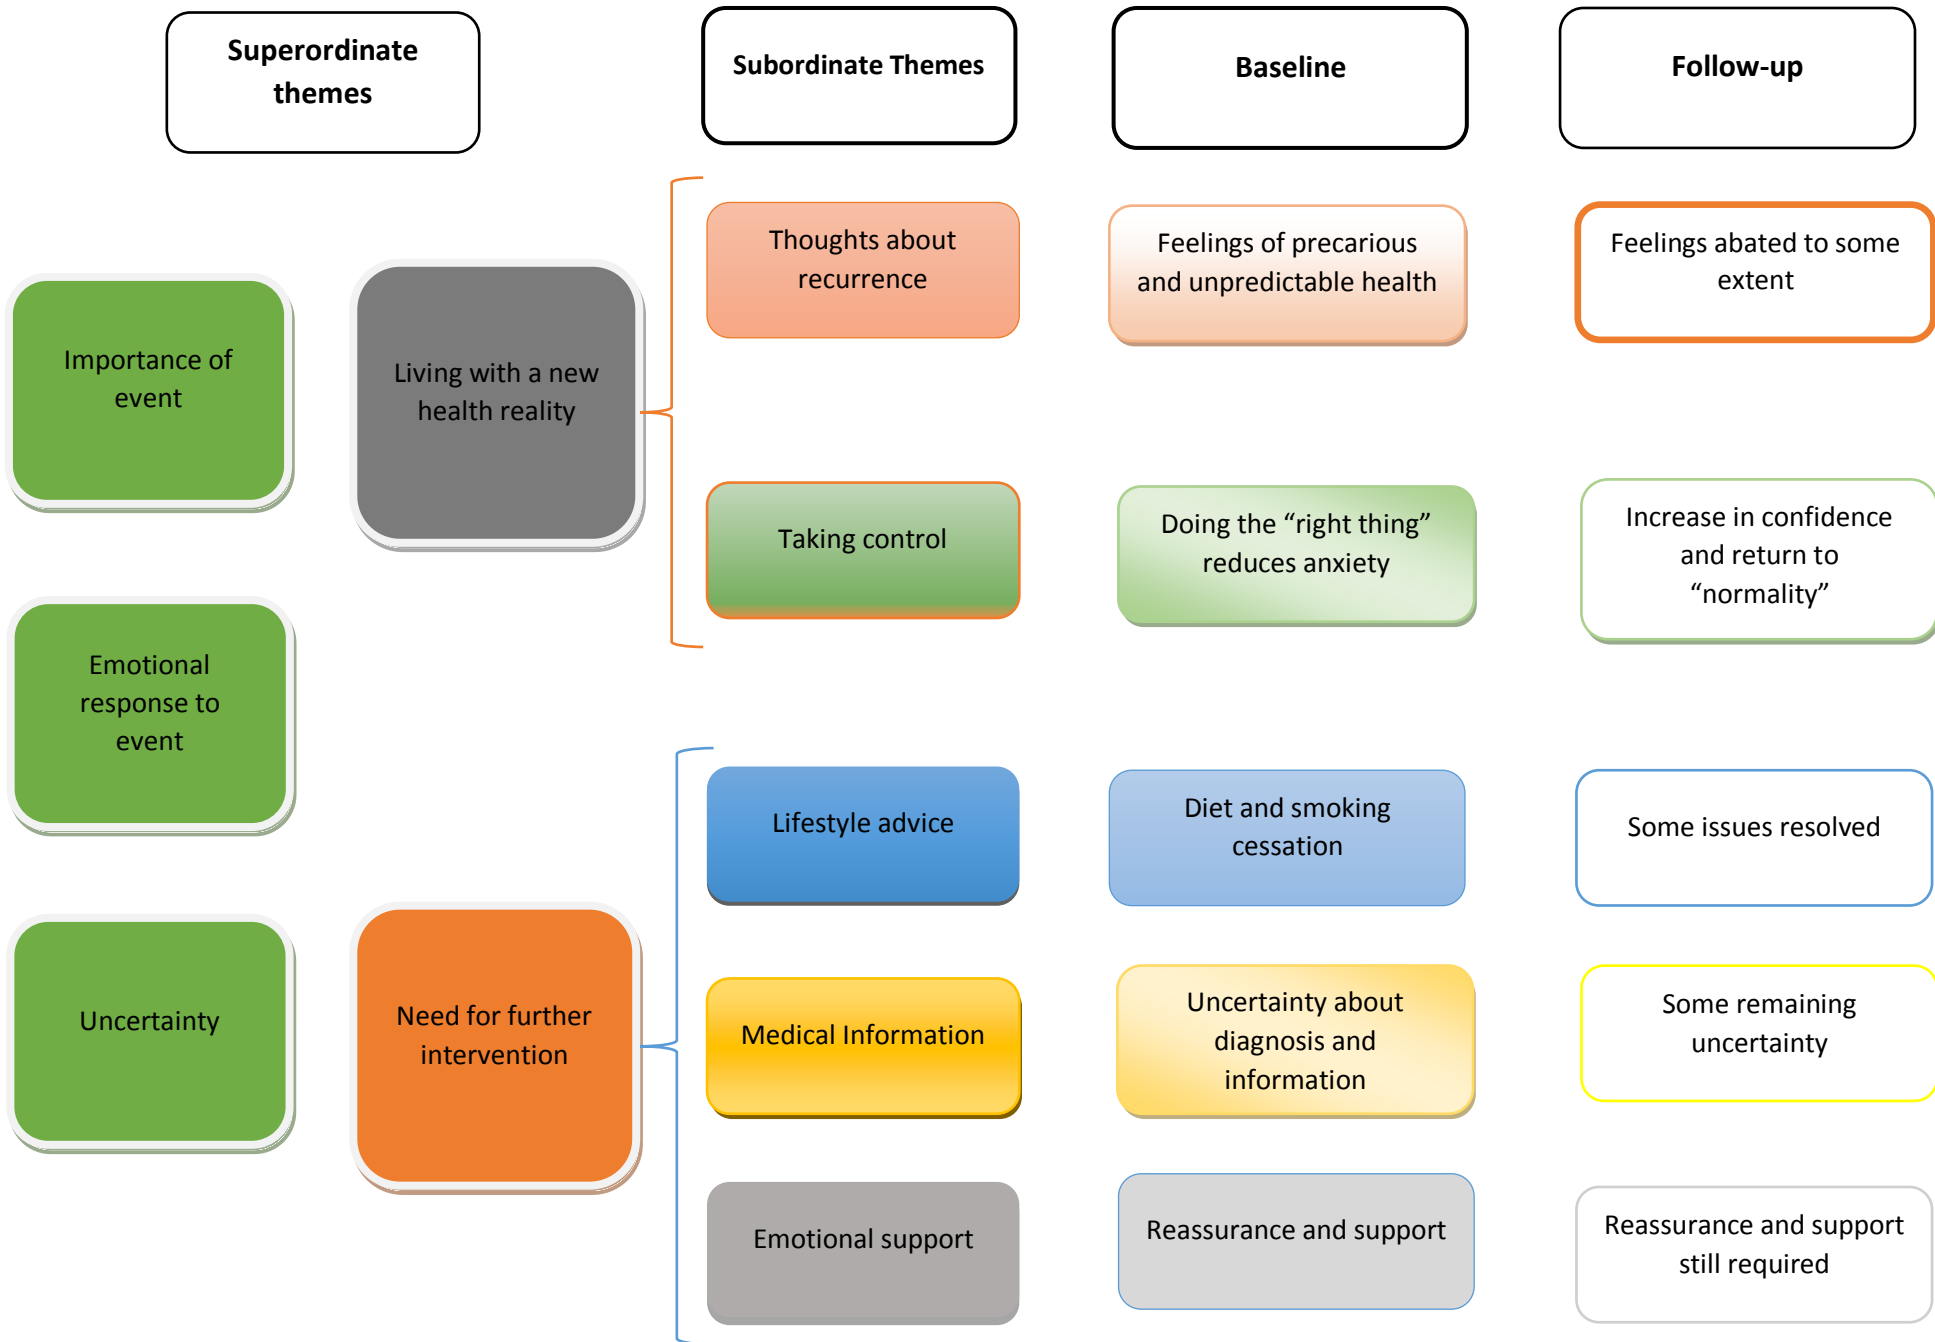 Superordinate
themes
Subordinate Themes
Baseline
Follow-up
Importance of
event
Emotional
response to
event
Uncertainty
Living with a new
health reality
Thoughts about
recurrence
Feelings of precarious
and unpredictable health
Feelings abated to some
extent
Taking control
Doing the “right thing”
reduces anxiety
Increase in confidence
and return to
“normality”
Need for further
intervention
Lifestyle advice
Diet and smoking
cessation
Some issues resolved
Medical Information
Uncertainty about
diagnosis and
information
Some remaining
uncertainty
Emotional support
Reassurance and support
Reassurance and support
still required